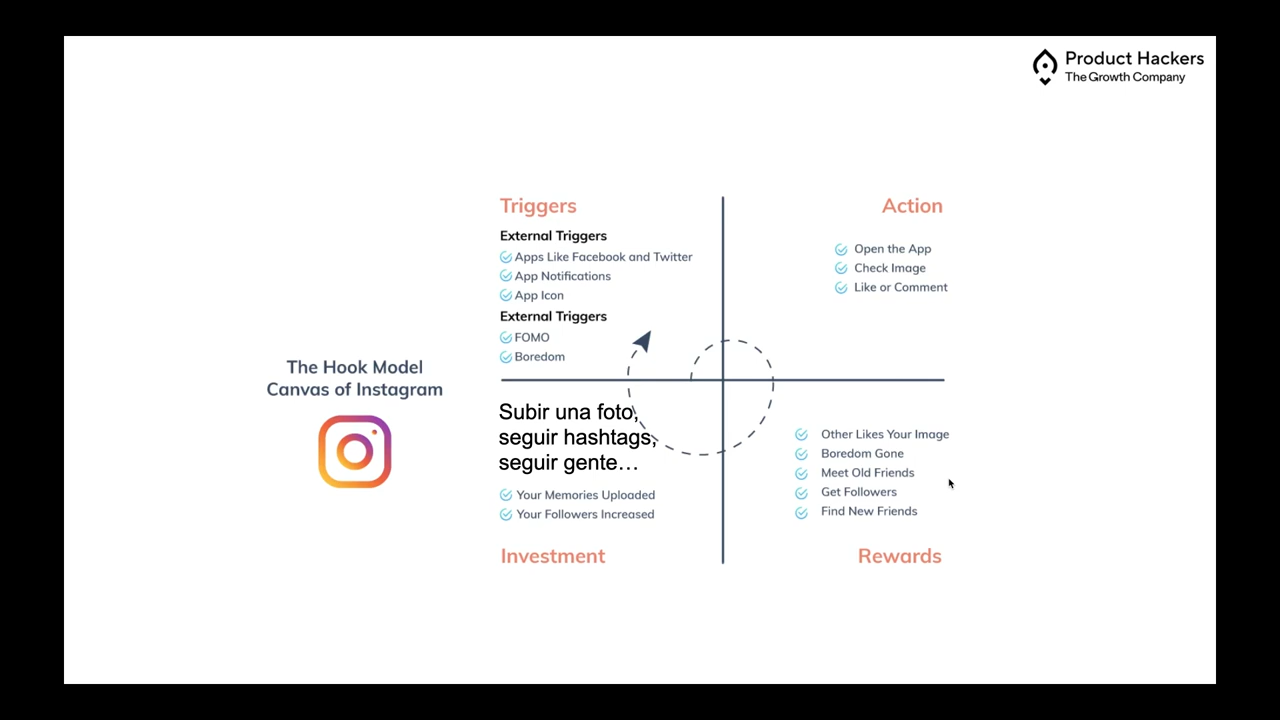 Product Hackers
The Growth Company
Triggers
External Triggers
Apps Like Facebook and Twitter
App Notifications
App Icon
External Triggers
FOMO
Boredom
Action
Open the App
Check Image
Like or Comment
The Hook Model
Canvas of Instagram
Subir una foto,
seguir hashtags,
seguir gente…
Your Memories Uploaded
Your Followers Increased
Investment
Other Likes Your Image
Boredom Gone
Meet Old Friends
Get Followers
Find New Friends
Rewards